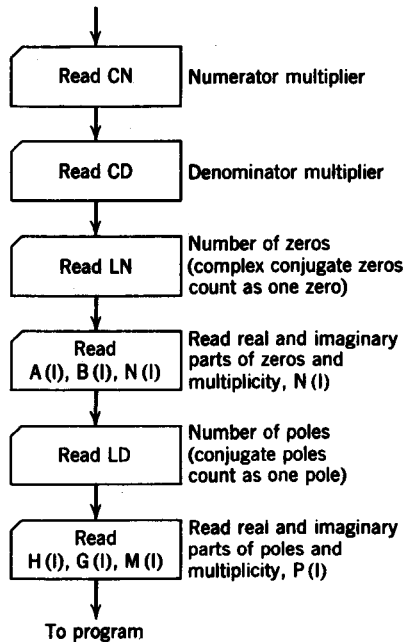 Read CN
Numerator multiplier
Read CD
Denominator multiplier
Read LN
Number of zeros
(complex conjugate zeros
count as one zero)
Read
A(I), B(I), N(I)
Read real and imaginary
parts of zeros and
multiplicity, N(I)
Read LD
Number of poles
(conjugate poles
count as one pole)
Read
H(I), G(I), M(I)
Read real and imaginary
parts of poles and
multiplicity, P(I)
To program